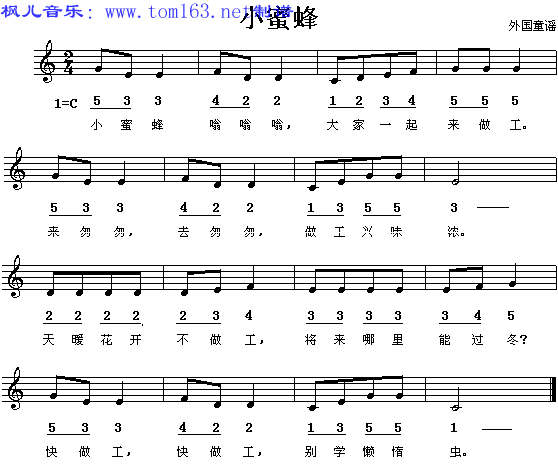 枫儿音乐：www.tom163.net制谱
小蜜蜂
外国童谣
2/4
1=C 5 3 3 4 2 2 1 2 3 4 5 5 5
小 蜜 蜂 嗡 嗡 嗡， 大 家 一 起 来 做 工。
5 3 3 4 2 2 1 3 5 5 3 —
来 匆 匆， 去 匆 匆， 做 工 兴 味 浓。
2 2 2 2 2 3 4 3 3 3 3 3 4 5
天 暖 花 开 不 做 工， 将 来 哪 里 能 过 冬？
5 3 3 4 2 2 1 3 5 5 1 —
快 做 工， 快 做 工， 别 学 懒 惰 虫。